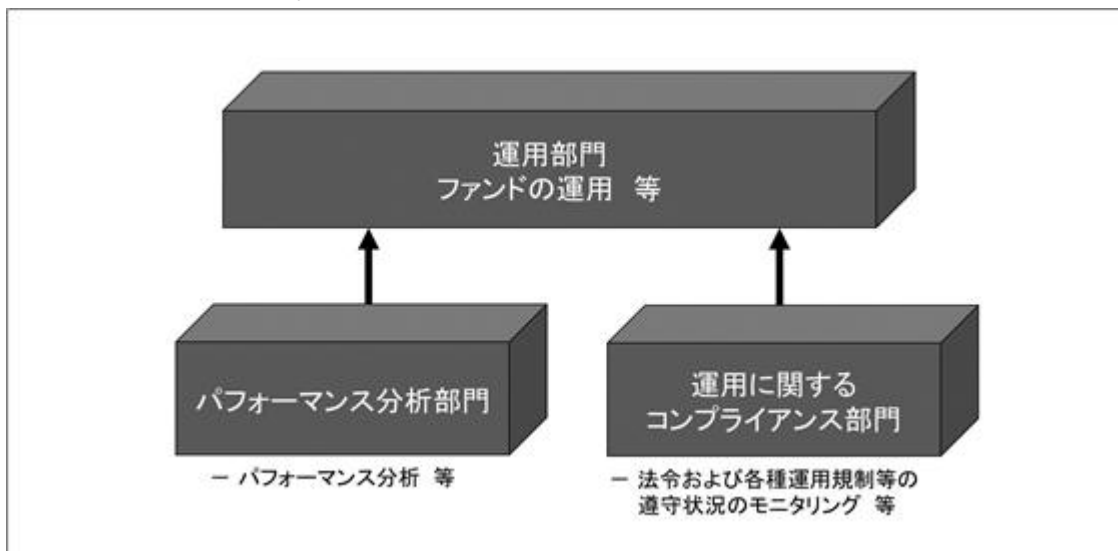 運用部門
ファンドの運用 等
パフォーマンス分析部門
－ パフォーマンス分析 等
運用に関する
コンプライアンス部門
－ 法令および各種運用規制等の
遵守状況のモニタリング 等